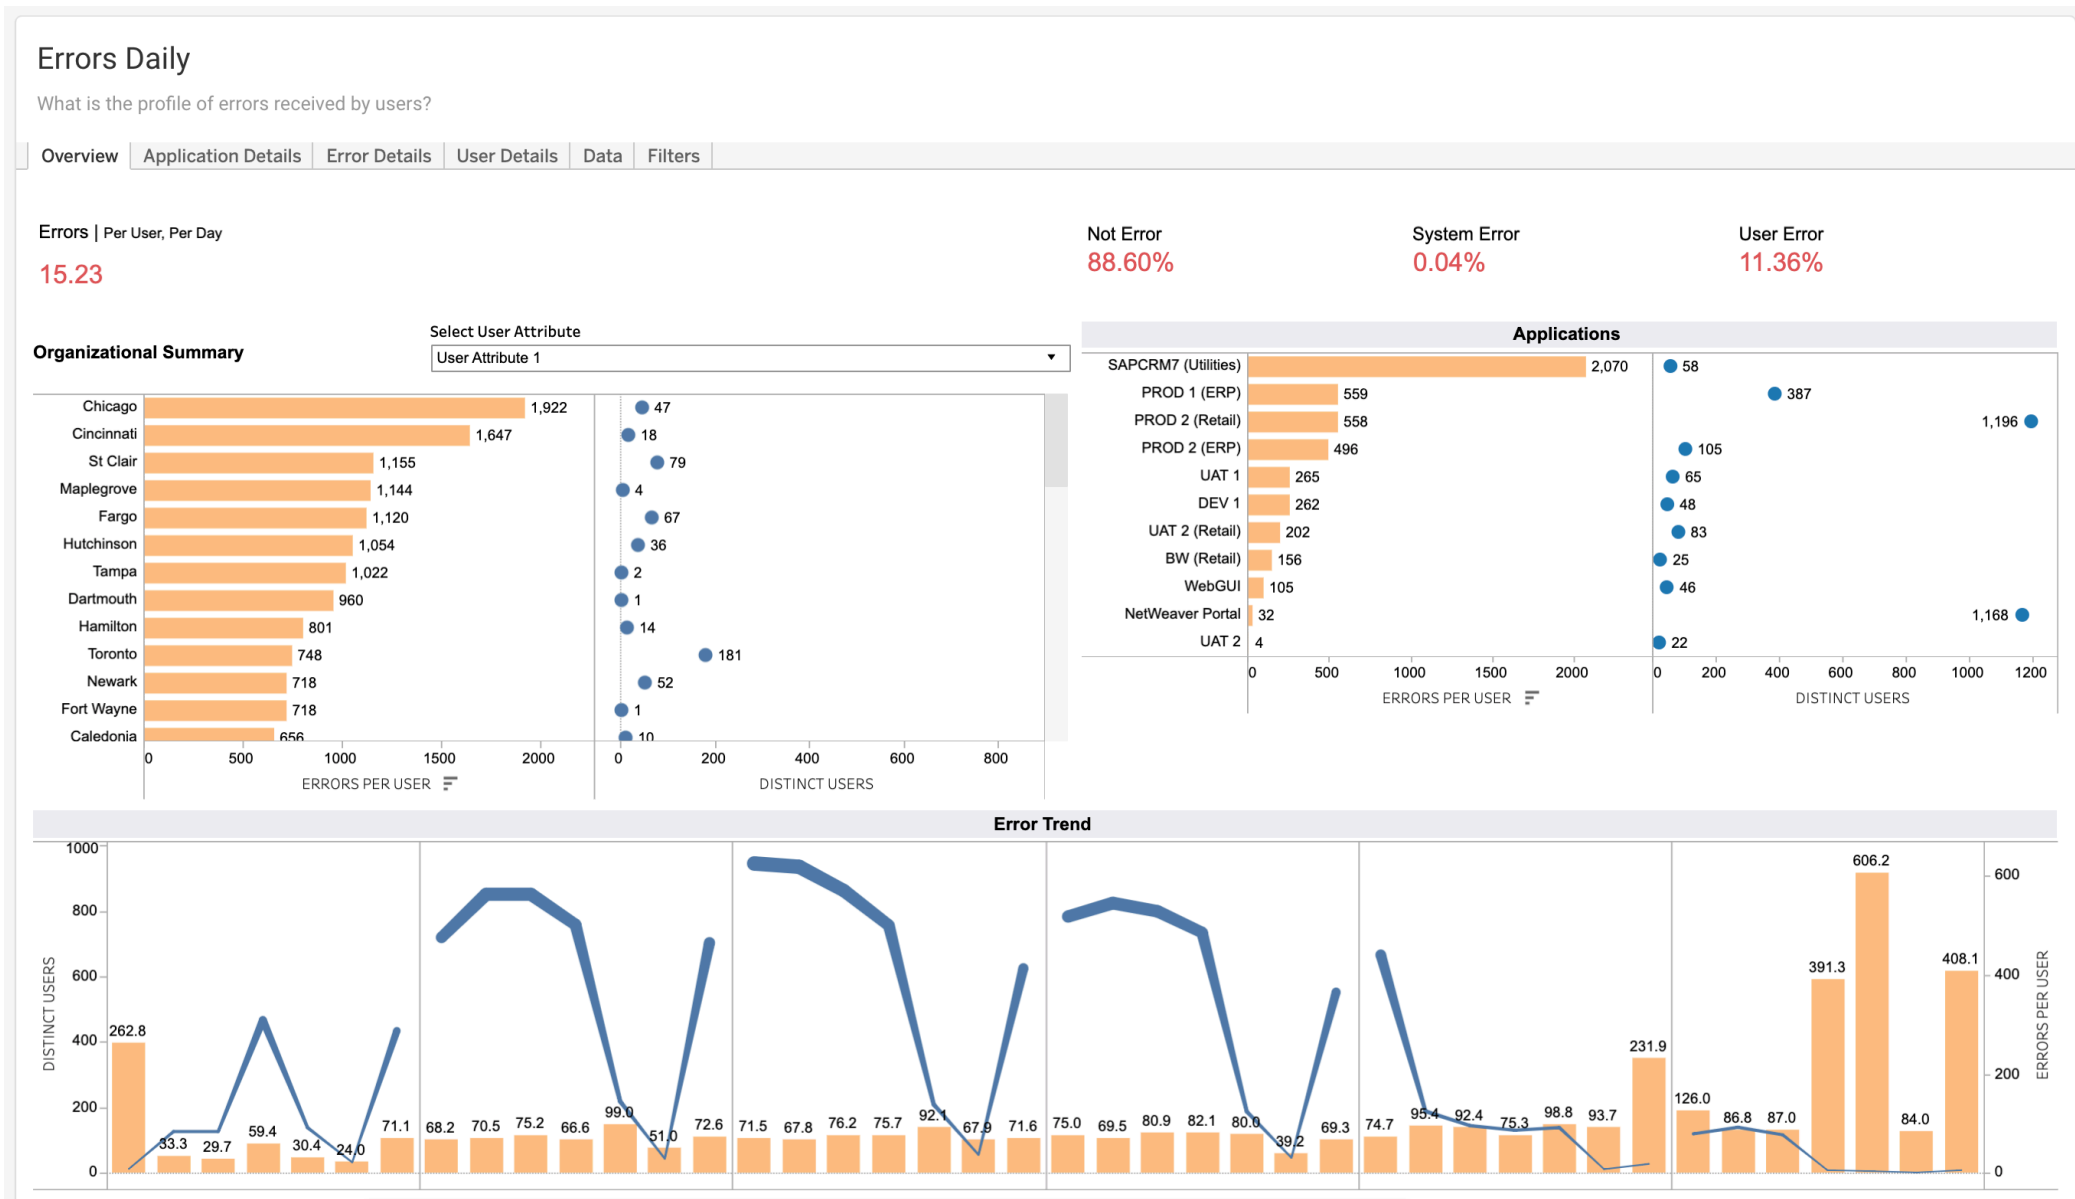 Errors Daily
What is the profile of errors received by users?
Overview Application Details Error Details User Details Data Filters
Errors | Per User, Per Day
15.23
Not Error
88.60%
System Error
0.04%
User Error
11.36%
Organizational Summary
Select User Attribute
User Attribute 1
Chicago 1,922 47
Cincinnati 1,647 18
St Clair 1,155 79
Maplegrove 1,144 4
Fargo 1,120 67
Hutchinson 1,054 36
Tampa 1,022 2
Dartmouth 960 1
Hamilton 801 14
Toronto 748 181
Newark 718 52
Fort Wayne 718 1
Caledonia 656 10
0 500 1000 1500 2000 0 200 400 600 800
ERRORS PER USER DISTINCT USERS
Applications
SAPCRM7 (Utilities) 2,070 58
PROD 1 (ERP) 559 387
PROD 2 (Retail) 558 1,196
PROD 2 (ERP) 496 105
UAT 1 265 65
DEV 1 262 48
UAT 2 (Retail) 202 83
BW (Retail) 156 25
WebGUI 105 46
NetWeaver Portal 32 1,168
UAT 2 4 22
0 500 1000 1500 2000 0 200 400 600 800 1000 1200
ERRORS PER USER DISTINCT USERS
Error Trend
DISTINCT USERS
1000
800
600
400
200
0
262.8 33.3 29.7 59.4 30.4 24.0 71.1
68.2 70.5 75.2 66.6 99.0 51.0 72.6
71.5 67.8 76.2 75.7 92.1 67.9 71.6
75.0 69.5 80.9 82.1 80.0 39.2 69.3
74.7 95.4 92.4 75.3 98.8 93.7 231.9
126.0 86.8 87.0 391.3 606.2 84.0 408.1
600
400
200
0
ERRORS PER USER